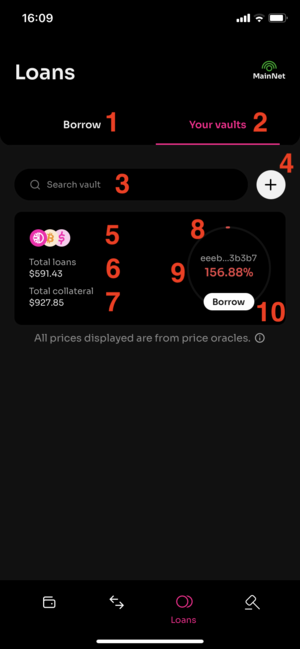 16:09
Loans
MainNet
Borrow 1
Your vaults 2
Search vault 3
4
5
8
B $
Total loans
$591.43
6
Total collateral
$927.85
7
eeeb...3b3b7
9
156.88%
Borrow
10
All prices displayed are from price oracles.
Loans